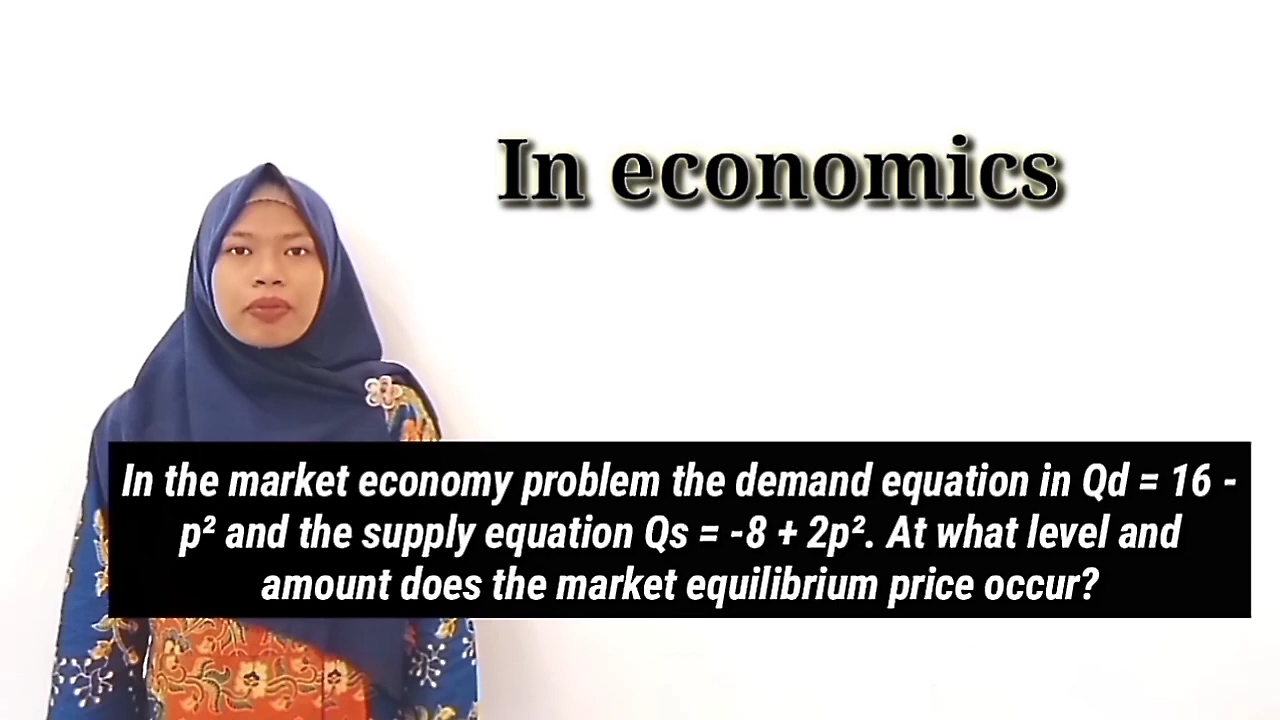 In economics
In the market economy problem the demand equation in Qd = 16 -
p² and the supply equation Qs = -8 + 2p². At what level and
amount does the market equilibrium price occur?